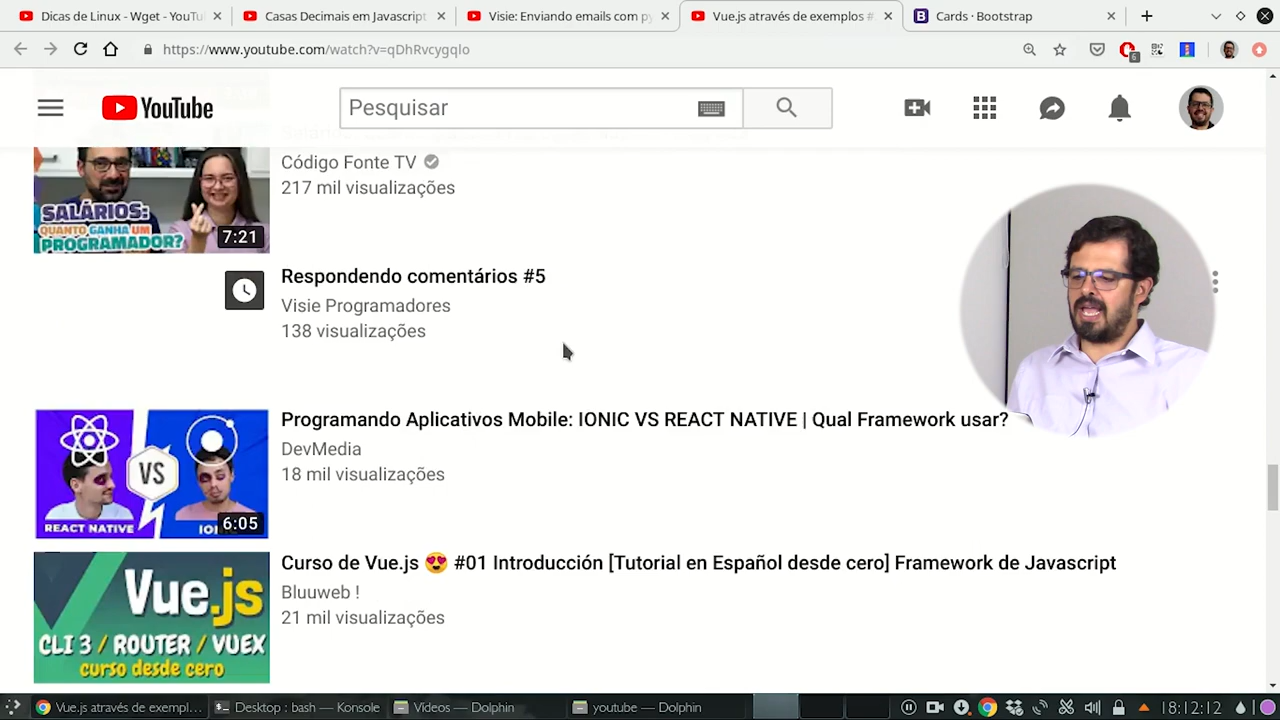 Dicas de Linux - Wget - YouTu
Casas Decimais em Javascript
Visie: Enviando emails com py
Vue.js através de exemplos #
Cards · Bootstrap
https://www.youtube.com/watch?v=qDhRvcygqlo
6
YouTube
Pesquisar
Código Fonte TV
217 mil visualizações
SALÁRIOS:
QUANTO GANHA UM
PROGRAMADOR?
7:21
Respondendo comentários #5
Visie Programadores
138 visualizações
Programando Aplicativos Mobile: IONIC VS REACT NATIVE | Qual Framework usar?
DevMedia
18 mil visualizações
VS
REACT NATIVE
ION
6:05
Curso de Vue.js 😍 #01 Introducción [Tutorial en Español desde cero] Framework de Javascript
Bluuweb !
21 mil visualizações
Vue.js
CLI 3 / ROUTER / VUEX
curso desde cero
Vue.js através de exempl...
Desktop : bash — Konsole
Vídeos — Dolphin
youtube — Dolphin
18:12:12